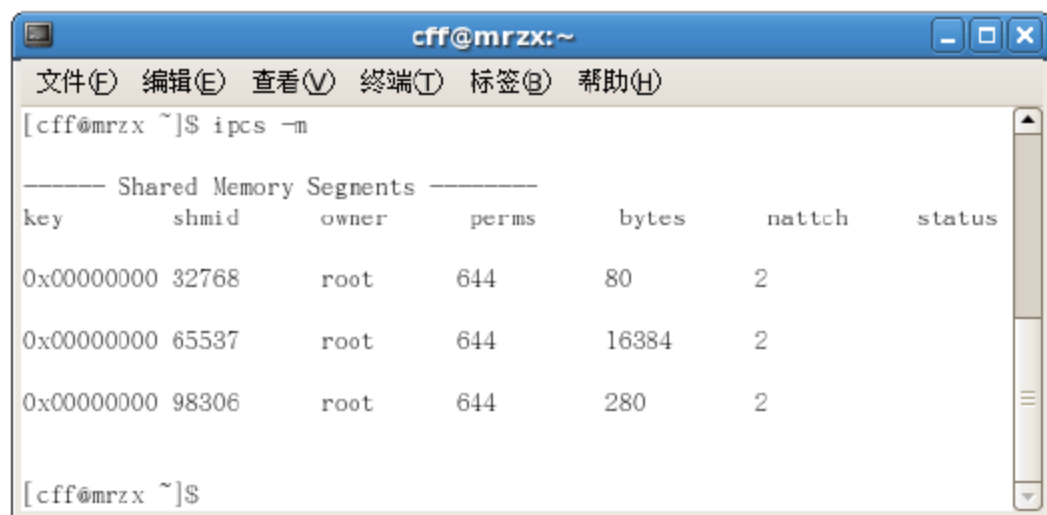 cff@mrzx:~
文件(F) 编辑(E) 查看(V) 终端(T) 标签(B) 帮助(H)
[cff@mrzx ~]$ ipcs -m
------ Shared Memory Segments --------
key shmid owner perms bytes nattch status
0x00000000 32768 root 644 80 2
0x00000000 65537 root 644 16384 2
0x00000000 98306 root 644 280 2
[cff@mrzx ~]$